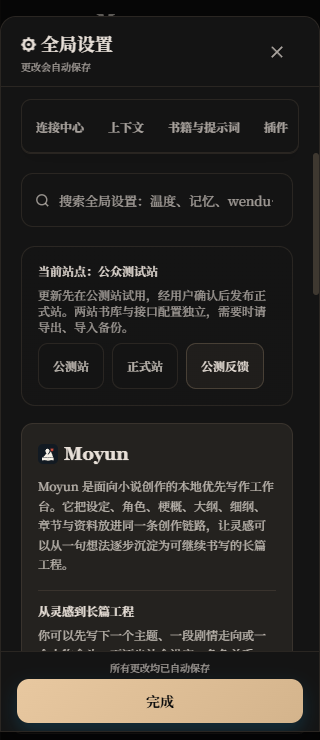 全局设置
更改会自动保存
连接中心 上下文 书籍与提示词 插件
搜索全局设置：温度、记忆、wendu
当前站点：公众测试站
更新先在公测站试用，经用户确认后发布正
式站。两站书库与接口配置独立，需要时请
导出、导入备份。
公测站 正式站 公测反馈
Moyun
Moyun 是面向小说创作的本地优先写作工作
台。它把设定、角色、梗概、大纲、细纲、
章节与资料放进同一条创作链路，让灵感可
以从一句想法逐步沉淀为可继续书写的长篇
工程。
从灵感到长篇工程
你可以先写下一个主题、一段剧情走向或一
所有更改均已自动保存
完成